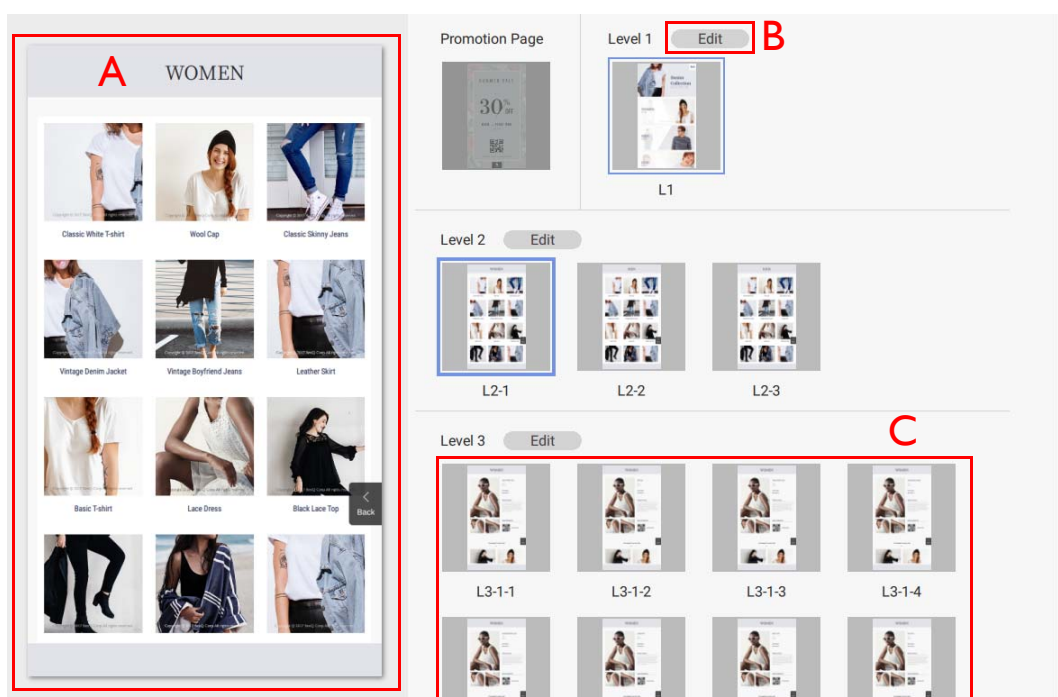 A
WOMEN
Classic White T-shirt
Wool Cap
Classic Skinny Jeans
Vintage Denim Jacket
Vintage Boyfriend Jeans
Leather Skirt
Basic T-shirt
Lace Dress
Black Lace Top
Back
Promotion Page
30% OFF
Level 1
Edit
B
L1
Level 2
Edit
L2-1
L2-2
L2-3
Level 3
Edit
C
L3-1-1
L3-1-2
L3-1-3
L3-1-4